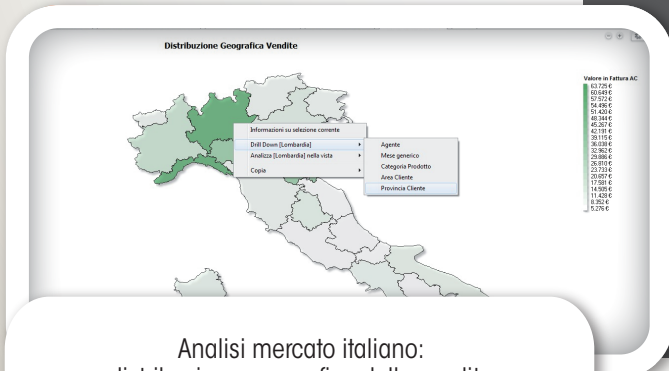 Distribuzione Geografica Vendite
Valore in Fattura AC
63.725 €
60.649 €
57.572 €
54.496 €
51.420 €
48.344 €
45.267 €
42.191 €
39.115 €
36.038 €
32.962 €
29.886 €
26.810 €
23.733 €
20.657 €
17.581 €
14.505 €
11.428 €
8.352 €
5.276 €
Informazioni su selezione corrente
Drill Down [Lombardia]
Analizza [Lombardia] nella vista
Copia
Agente
Mese generico
Categoria Prodotto
Area Cliente
Provincia Cliente
Analisi mercato italiano: